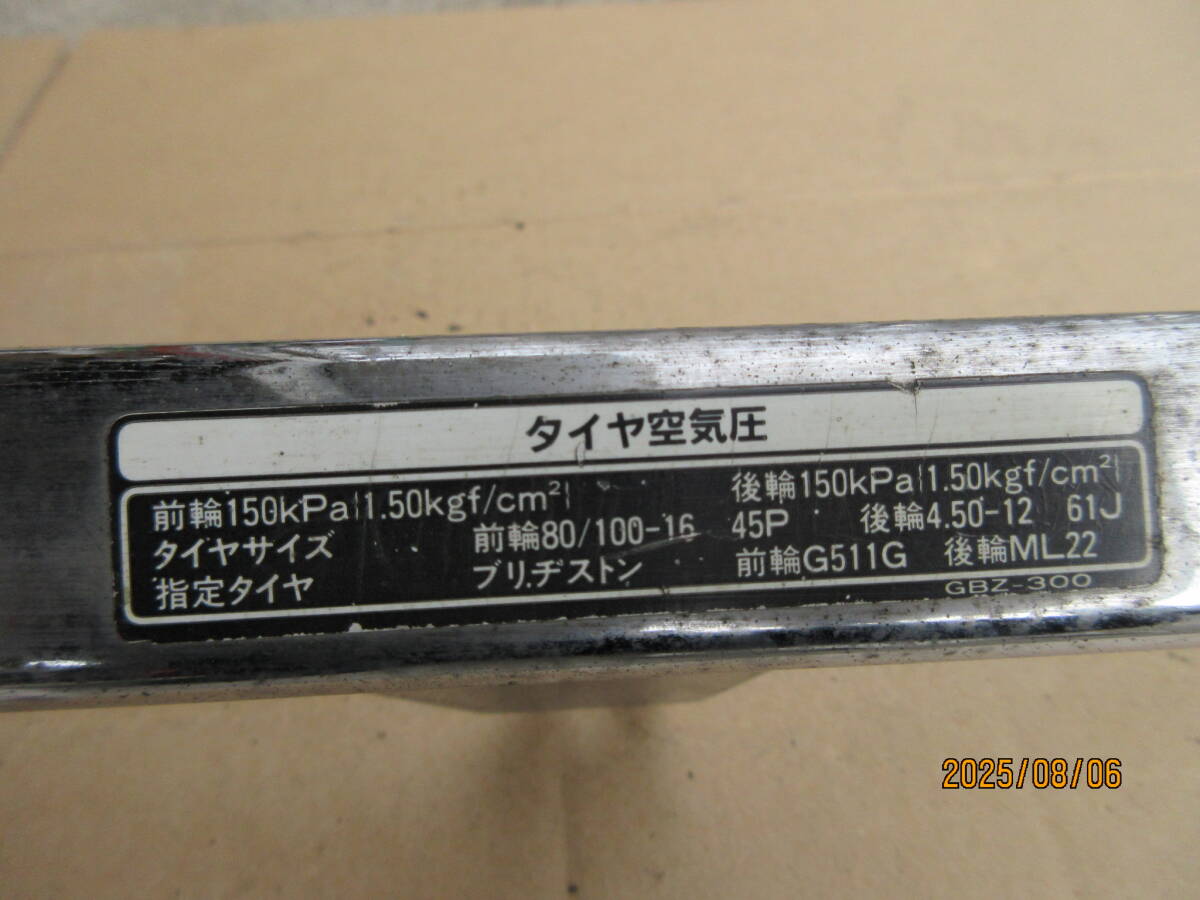 タイヤ空気圧
前輪150kPa{1.50kgf/cm²} 後輪150kPa{1.50kgf/cm²}
タイヤサイズ 前輪80/100-16 45P 後輪4.50-12 61J
指定タイヤ ブリヂストン 前輪G511G 後輪ML22
GBZ-300
2025/08/06